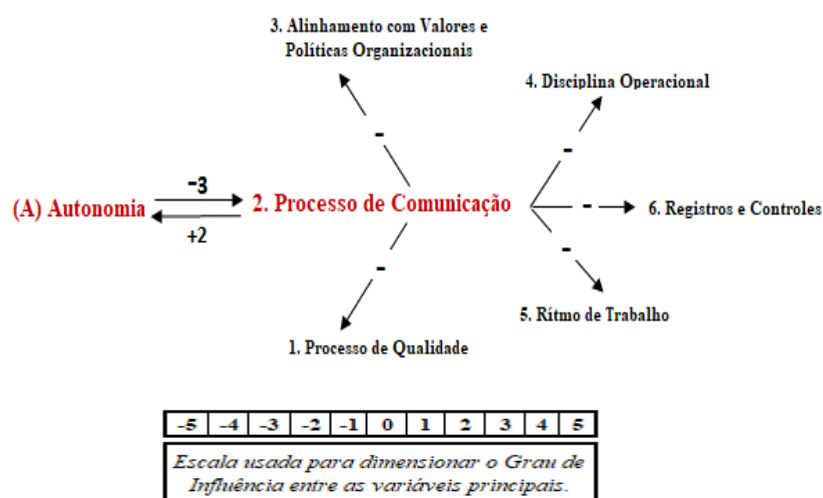 3. Alinhamento com Valores e
Políticas Organizacionais
4. Disciplina Operacional
-
-
(A) Autonomia
-3
+2
2. Processo de Comunicação
-
6. Registros e Controles
-
-
5. Rítmo de Trabalho
1. Processo de Qualidade
-5 -4 -3 -2 -1 0 1 2 3 4 5
Escala usada para dimensionar o Grau de
Influência entre as variáveis principais.